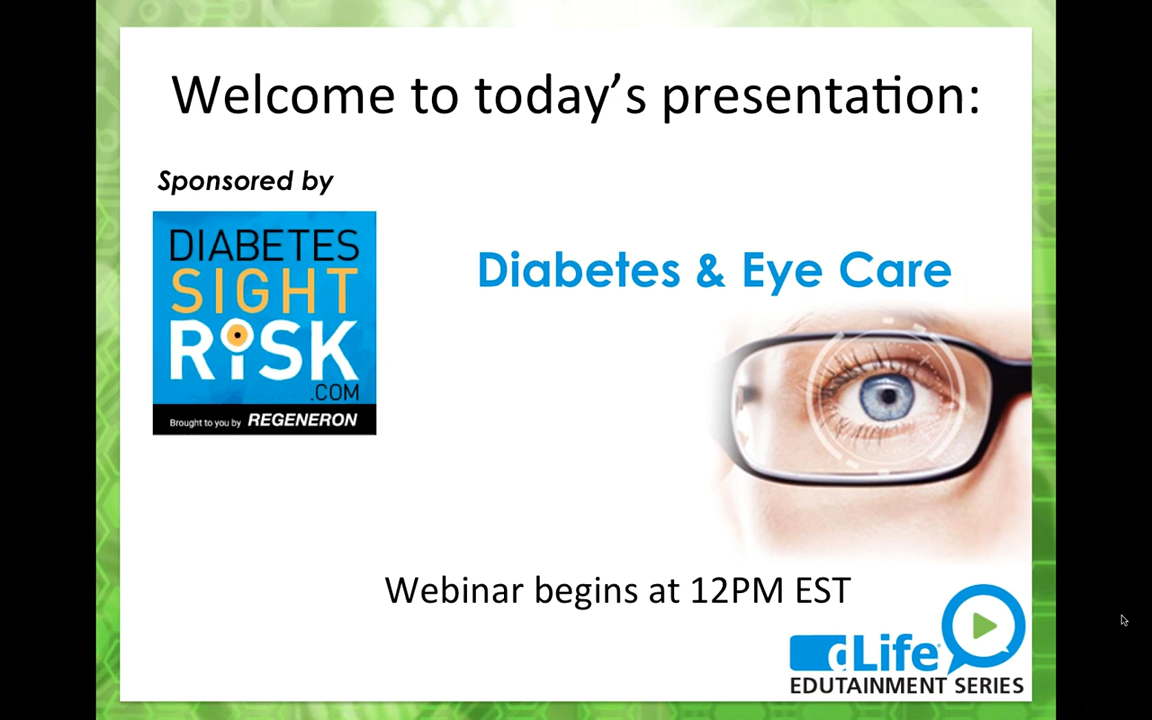 Welcome to today’s presentation:
Sponsored by
DIABETES
SIGHT
RISK
.COM
Brought to you by REGENERON
Diabetes & Eye Care
Webinar begins at 12PM EST
dLife
EDUTAINMENT SERIES